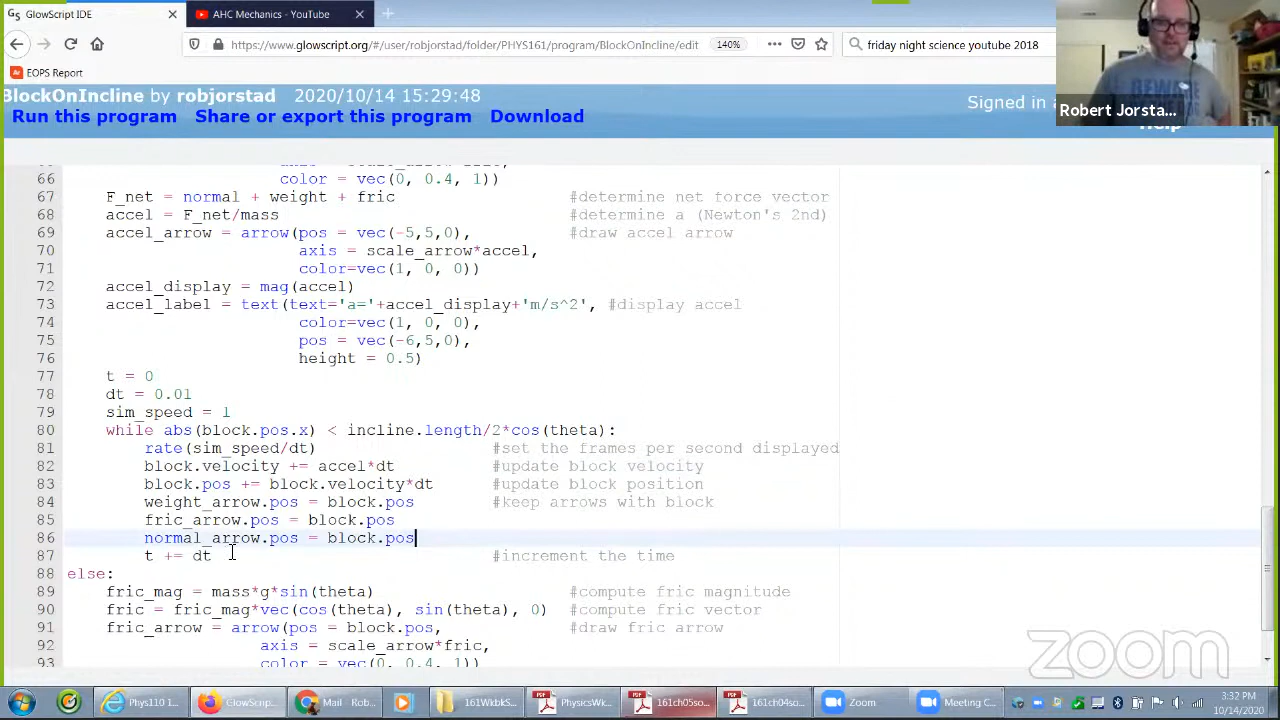 GlowScript IDE
AHC Mechanics - YouTube
https://www.glowscript.org/#/user/robjorstad/folder/PHYS161/program/BlockOnIncline/edit
140%
friday night science youtube 2018
EOPS Report
BlockOnIncline by robjorstad 2020/10/14 15:29:48
Signed in
Run this program Share or export this program Download
Help
Robert Jorsta...
66 color = vec(0, 0.4, 1))
67 F_net = normal + weight + fric #determine net force vector
68 accel = F_net/mass #determine a (Newton's 2nd)
69 accel_arrow = arrow(pos = vec(-5,5,0), #draw accel arrow
70 axis = scale_arrow*accel,
71 color=vec(1, 0, 0))
72 accel_display = mag(accel)
73 accel_label = text(text='a='+accel_display+'m/s^2', #display accel
74 color=vec(1, 0, 0),
75 pos = vec(-6,5,0),
76 height = 0.5)
77 t = 0
78 dt = 0.01
79 sim_speed = 1
80 while abs(block.pos.x) < incline.length/2*cos(theta):
81 rate(sim_speed/dt) #set the frames per second displayed
82 block.velocity += accel*dt #update block velocity
83 block.pos += block.velocity*dt #update block position
84 weight_arrow.pos = block.pos #keep arrows with block
85 fric_arrow.pos = block.pos
86 normal_arrow.pos = block.pos
87 t += dt #increment the time
88 else:
89 fric_mag = mass*g*sin(theta) #compute fric magnitude
90 fric = fric_mag*vec(cos(theta), sin(theta), 0) #compute fric vector
91 fric_arrow = arrow(pos = block.pos, #draw fric arrow
92 axis = scale_arrow*fric,
93 color = vec(0, 0.4, 1))
zoom
Phys110 1...
GlowScrip...
Mail - Rob...
161WkbkS...
PhysicsWk...
161ch05so...
161ch04so...
Zoom
Meeting C...
3:32 PM
10/14/2020